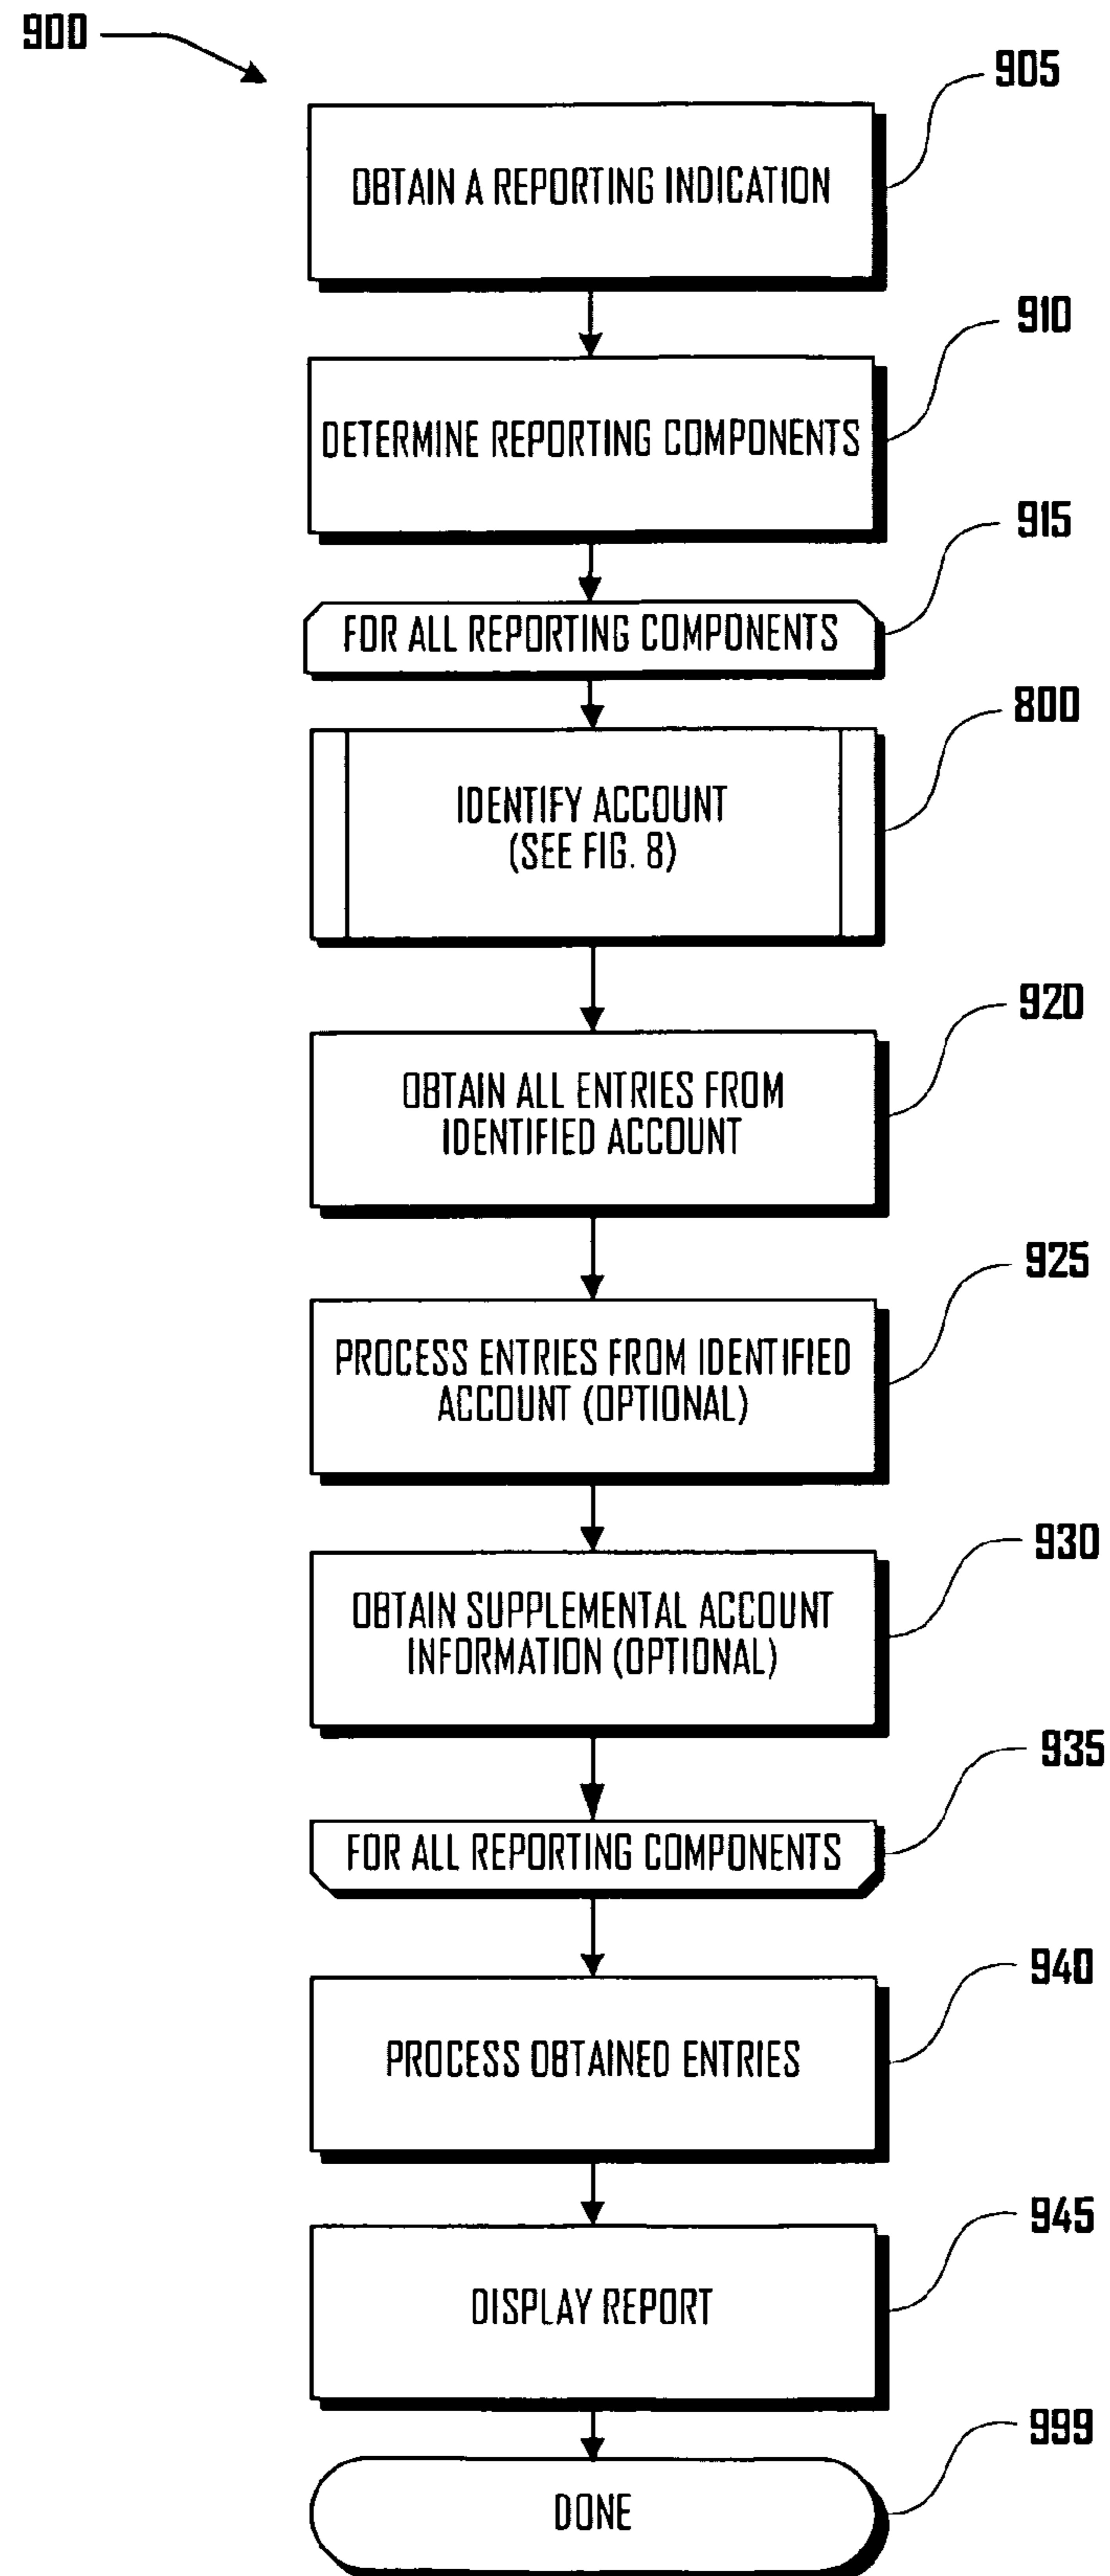 900
905
OBTAIN A REPORTING INDICATION
910
DETERMINE REPORTING COMPONENTS
915
FOR ALL REPORTING COMPONENTS
800
IDENTIFY ACCOUNT
(SEE FIG. 8)
920
OBTAIN ALL ENTRIES FROM
IDENTIFIED ACCOUNT
925
PROCESS ENTRIES FROM IDENTIFIED
ACCOUNT (OPTIONAL)
930
OBTAIN SUPPLEMENTAL ACCOUNT
INFORMATION (OPTIONAL)
935
FOR ALL REPORTING COMPONENTS
940
PROCESS OBTAINED ENTRIES
945
DISPLAY REPORT
999
DONE